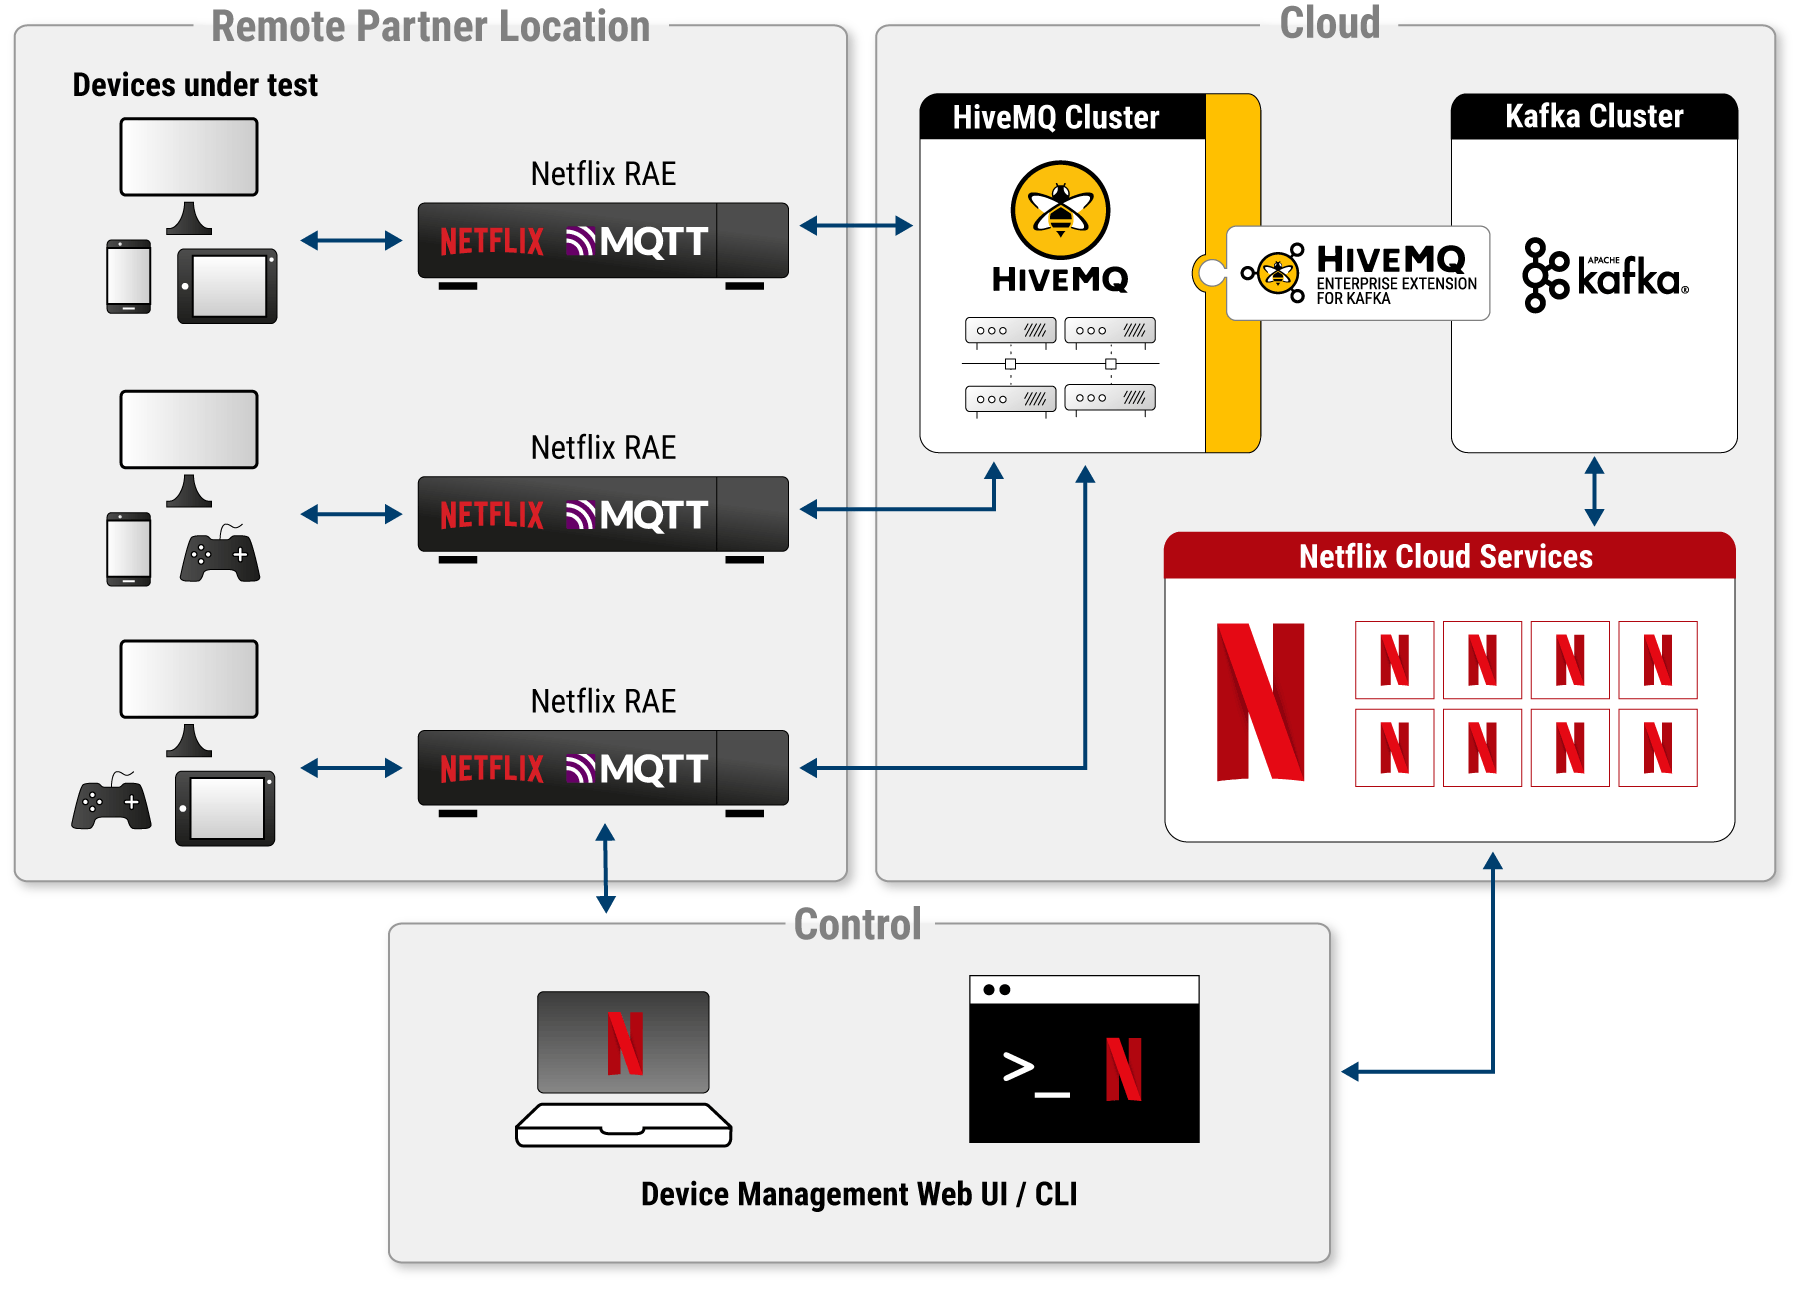 Remote Partner Location
Devices under test
Netflix RAE
NETFLIX MQTT
Netflix RAE
NETFLIX MQTT
Netflix RAE
NETFLIX MQTT
Cloud
HiveMQ Cluster
HIVEMQ
HIVEMQ
ENTERPRISE EXTENSION
FOR KAFKA
Kafka Cluster
APACHE
kafka®
Netflix Cloud Services
N
N N N N
N N N N
Control
N
>_ N
Device Management Web UI / CLI